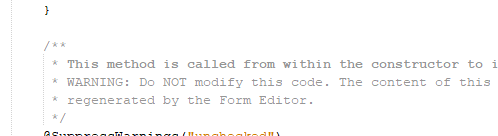 }
/**
* This method is called from within the constructor to i
* WARNING: Do NOT modify this code. The content of this
* regenerated by the Form Editor.
*/
@SuppressWarnings("unchecked")